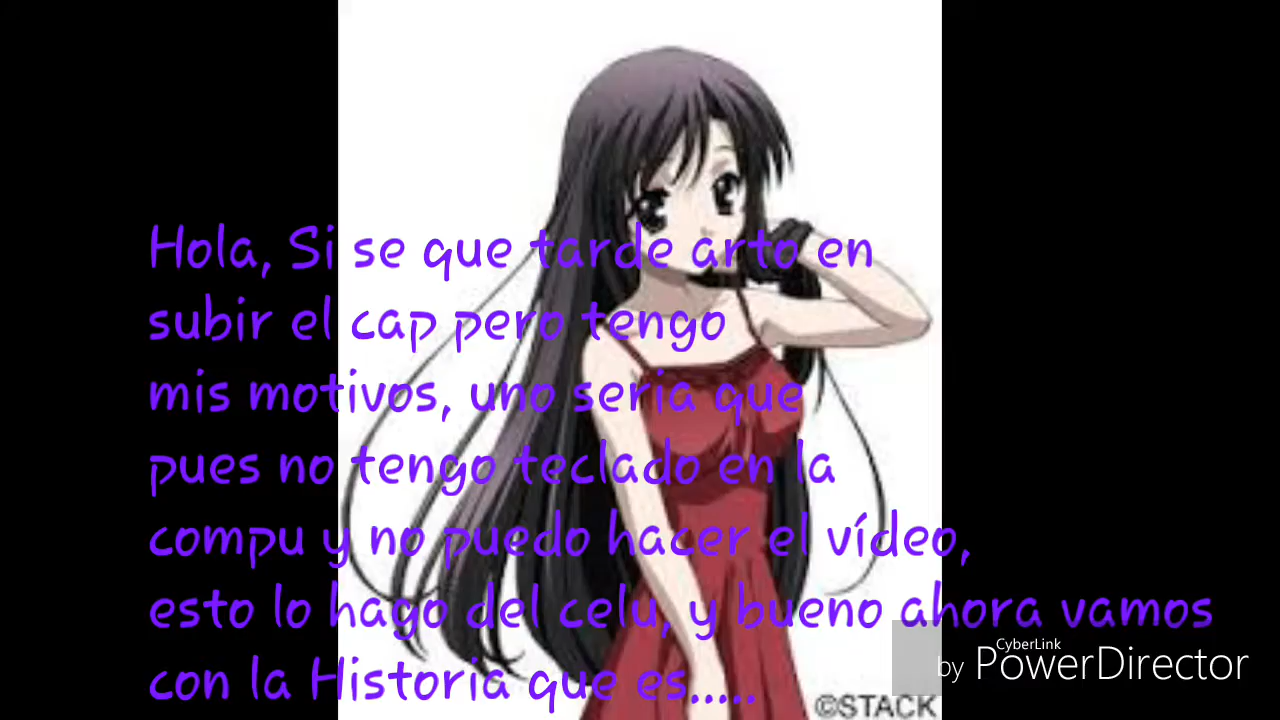 Hola, Si se que tarde arto en
subir el cap pero tengo
mis motivos, uno seria que
pues no tengo teclado en la
compu y no puedo hacer el vídeo,
esto lo hago del celu, y bueno ahora vamos
con la Historia que es.....
CyberLink
by PowerDirector
©STACK